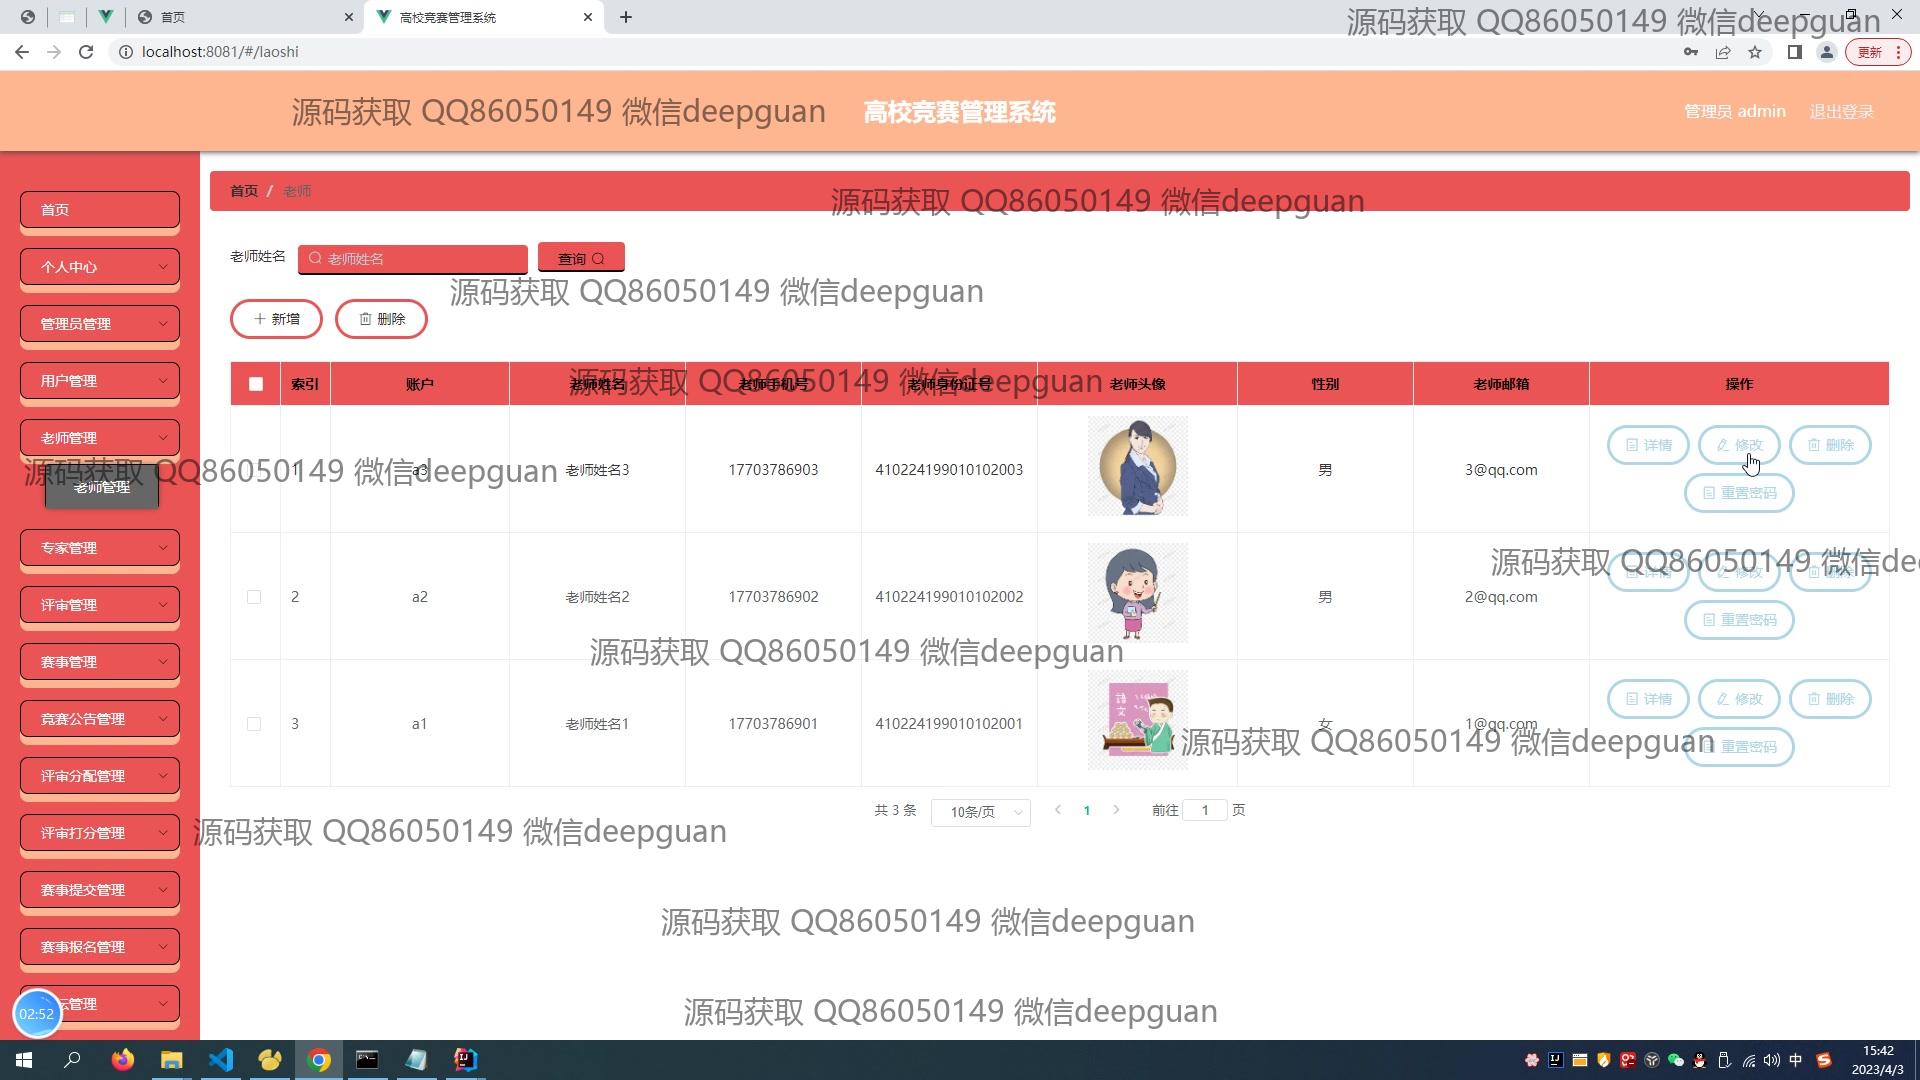 首页
高校竞赛管理系统
localhost:8081/#/laoshi
更新
源码获取 QQ86050149 微信deepguan
源码获取 QQ86050149 微信deepguan
高校竞赛管理系统
管理员 admin
退出登录
首页 / 老师
源码获取 QQ86050149 微信deepguan
老师姓名
老师姓名
查询
源码获取 QQ86050149 微信deepguan
新增
删除
索引 账户 老师姓名 老师手机号 老师身份证号 老师头像 性别 老师邮箱 操作
源码获取 QQ86050149 微信deepguan
1 a3 老师姓名3 17703786903 410224199010102003 男 3@qq.com
详情 修改 删除
重置密码
源码获取 QQ86050149 微信deepguan
2 a2 老师姓名2 17703786902 410224199010102002 男 2@qq.com
详情 修改 删除
重置密码
源码获取 QQ86050149 微信de
源码获取 QQ86050149 微信deepguan
3 a1 老师姓名1 17703786901 410224199010102001 女 1@qq.com
語文
详情 修改 删除
重置密码
源码获取 QQ86050149 微信deepguan
共 3 条 10条/页 1 前往 1 页
源码获取 QQ86050149 微信deepguan
源码获取 QQ86050149 微信deepguan
源码获取 QQ86050149 微信deepguan
首页
个人中心
管理员管理
用户管理
老师管理
老师管理
专家管理
评审管理
赛事管理
竞赛公告管理
评审分配管理
评审打分管理
赛事提交管理
赛事报名管理
坛管理
02:52
中
15:42
2023/4/3